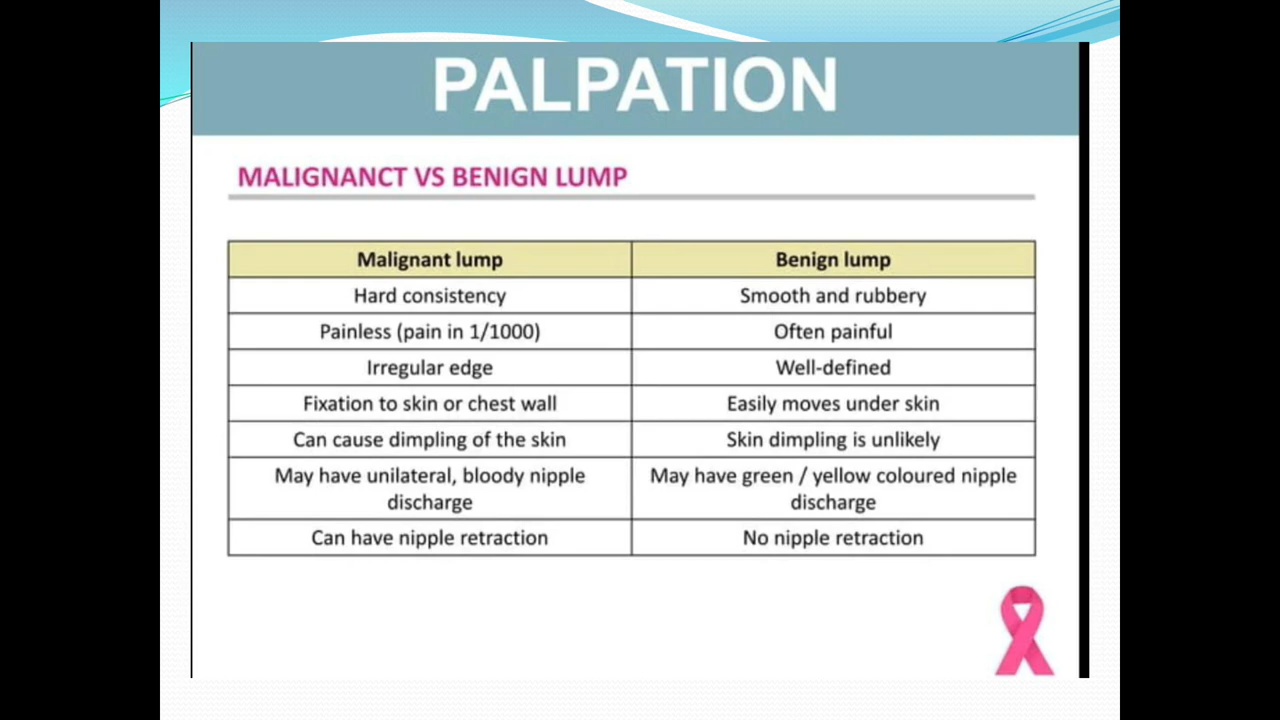 PALPATION
MALIGNANCT VS BENIGN LUMP
Malignant lump Benign lump
Hard consistency Smooth and rubbery
Painless (pain in 1/1000) Often painful
Irregular edge Well-defined
Fixation to skin or chest wall Easily moves under skin
Can cause dimpling of the skin Skin dimpling is unlikely
May have unilateral, bloody nipple
discharge
May have green / yellow coloured nipple
discharge
Can have nipple retraction No nipple retraction